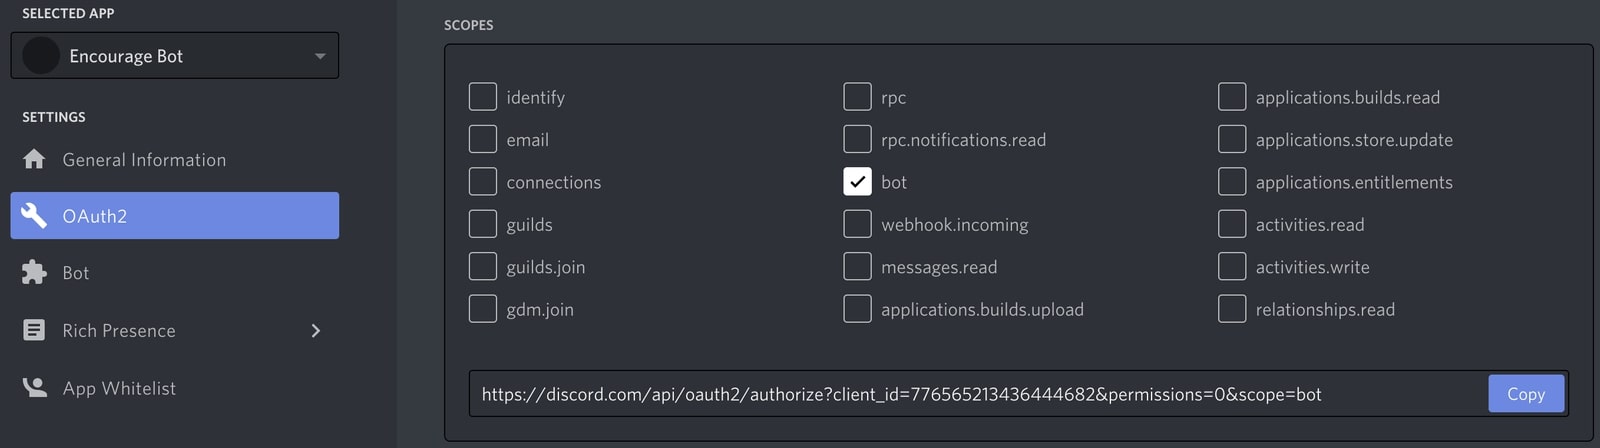 SELECTED APP
Encourage Bot
SETTINGS
General Information
OAuth2
Bot
Rich Presence
App Whitelist
SCOPES
identify
email
connections
guilds
guilds.join
gdm.join
rpc
rpc.notifications.read
bot
webhook.incoming
messages.read
applications.builds.upload
applications.builds.read
applications.store.update
applications.entitlements
activities.read
activities.write
relationships.read
https://discord.com/api/oauth2/authorize?client_id=776565213436444682&permissions=0&scope=bot
Copy